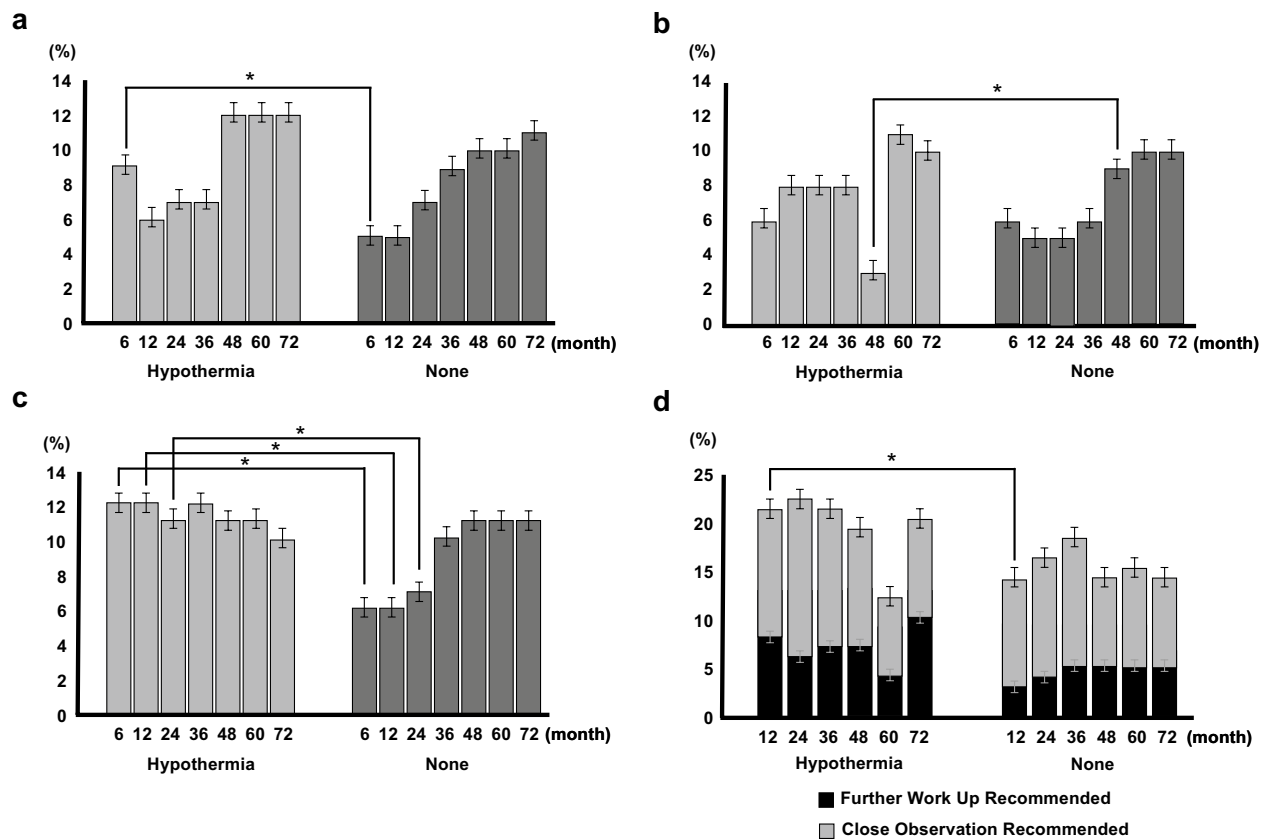 a
(%)
14
12
10
8
6
4
2
0
*
6 12 24 36 48 60 72 6 12 24 36 48 60 72 (month)
Hypothermia None
b
(%)
14
12
10
8
6
4
2
0
*
6 12 24 36 48 60 72 6 12 24 36 48 60 72 (month)
Hypothermia None
c
(%)
14
12
10
8
6
4
2
0
*
*
*
6 12 24 36 48 60 72 6 12 24 36 48 60 72 (month)
Hypothermia None
d
(%)
25
20
15
10
5
0
*
12 24 36 48 60 72 12 24 36 48 60 72 (month)
Hypothermia None
Further Work Up Recommended
Close Observation Recommended